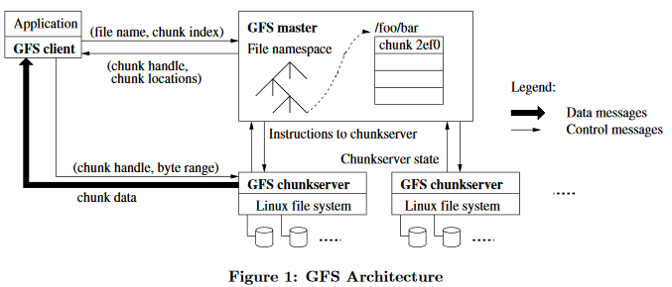 Application
GFS client
(file name, chunk index)
(chunk handle,
chunk locations)
GFS master
File namespace
/foo/bar
chunk 2ef0
Legend:
Data messages
Control messages
Instructions to chunkserver
Chunkserver state
(chunk handle, byte range)
chunk data
GFS chunkserver
Linux file system
GFS chunkserver
Linux file system
Figure 1: GFS Architecture